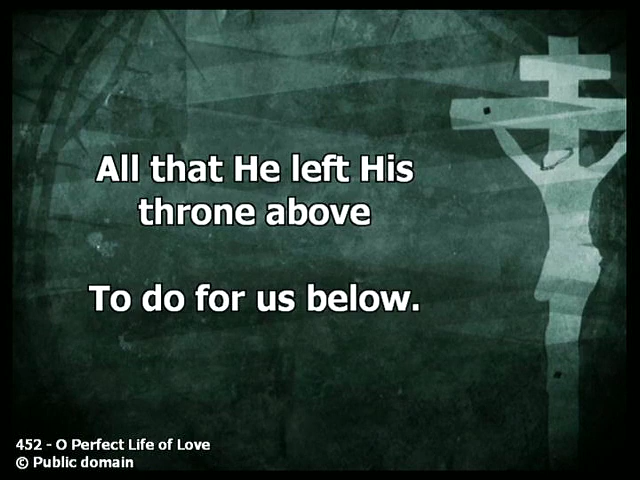 All that He left His
throne above
To do for us below.
452 - O Perfect Life of Love
© Public domain